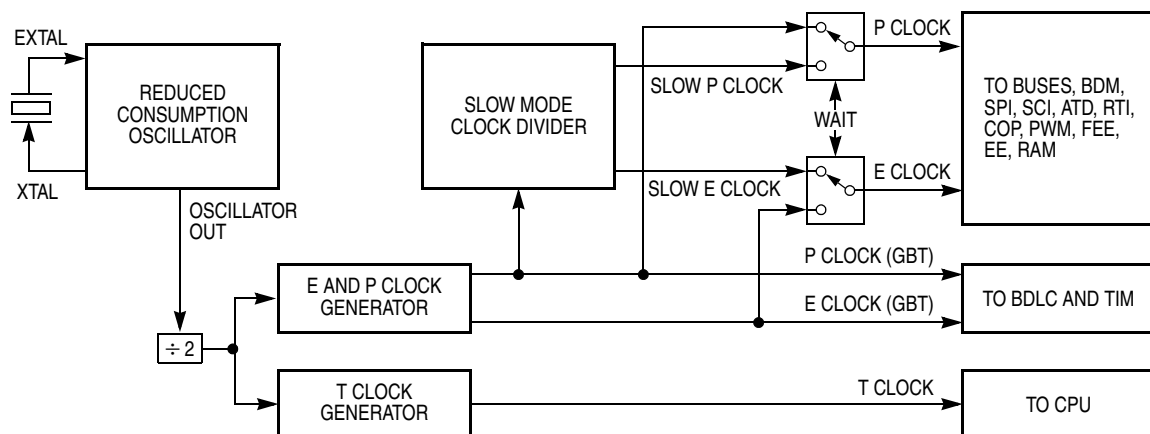 EXTAL
XTAL
REDUCED
CONSUMPTION
OSCILLATOR
OSCILLATOR
OUT
÷ 2
SLOW MODE
CLOCK DIVIDER
SLOW P CLOCK
SLOW E CLOCK
WAIT
P CLOCK
E CLOCK
TO BUSES, BDM,
SPI, SCI, ATD, RTI,
COP, PWM, FEE,
EE, RAM
E AND P CLOCK
GENERATOR
P CLOCK (GBT)
E CLOCK (GBT)
TO BDLC AND TIM
T CLOCK
GENERATOR
T CLOCK
TO CPU